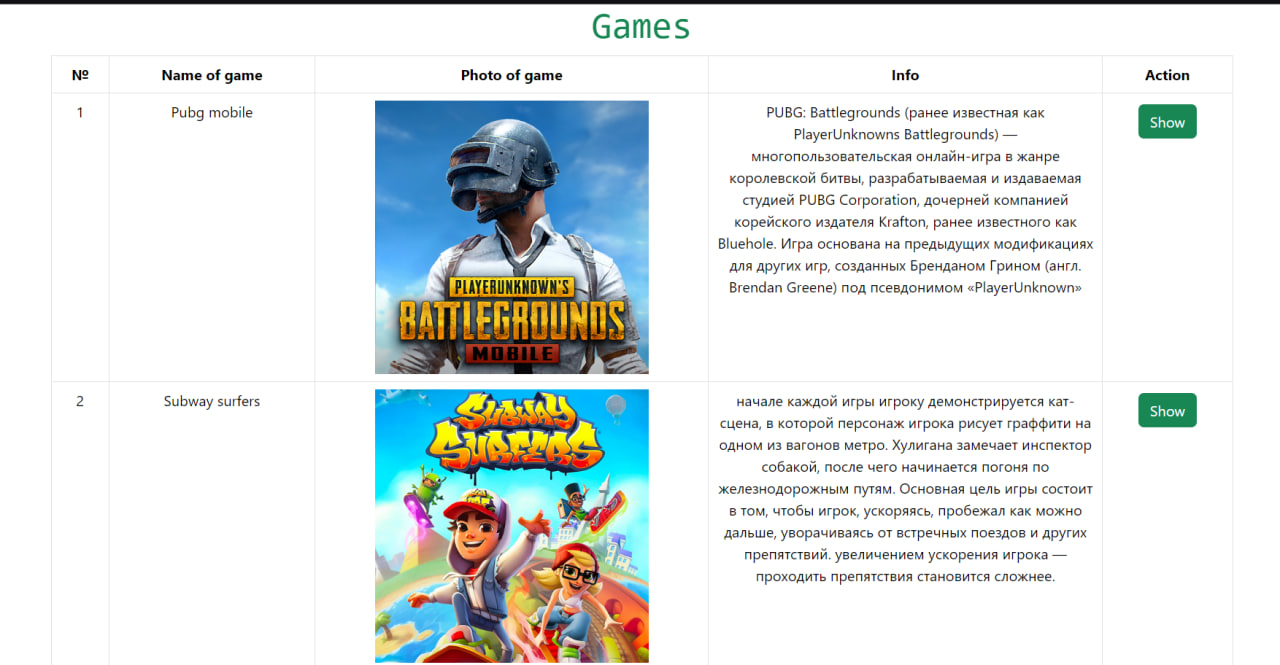 Games
№ Name of game Photo of game Info Action
1 Pubg mobile
PLAYERUNKNOWN'S
BATTLEGROUNDS
MOBILE
PUBG: Battlegrounds (ранее известная как
PlayerUnknowns Battlegrounds) —
многопользовательская онлайн-игра в жанре
королевской битвы, разрабатываемая и издаваемая
студией PUBG Corporation, дочерней компанией
корейского издателя Krafton, ранее известного как
Bluehole. Игра основана на предыдущих модификациях
для других игр, созданных Бренданом Грином (англ.
Brendan Greene) под псевдонимом «PlayerUnknown»
Show
2 Subway surfers
SUBWAY
SURFERS
начале каждой игры игроку демонстрируется кат-
сцена, в которой персонаж игрока рисует граффити на
одном из вагонов метро. Хулигана замечает инспектор
собакой, после чего начинается погоня по
железнодорожным путям. Основная цель игры состоит
в том, чтобы игрок, ускоряясь, пробежал как можно
дальше, уворачиваясь от встречных поездов и других
препятствий. увеличением ускорения игрока —
проходить препятствия становится сложнее.
Show